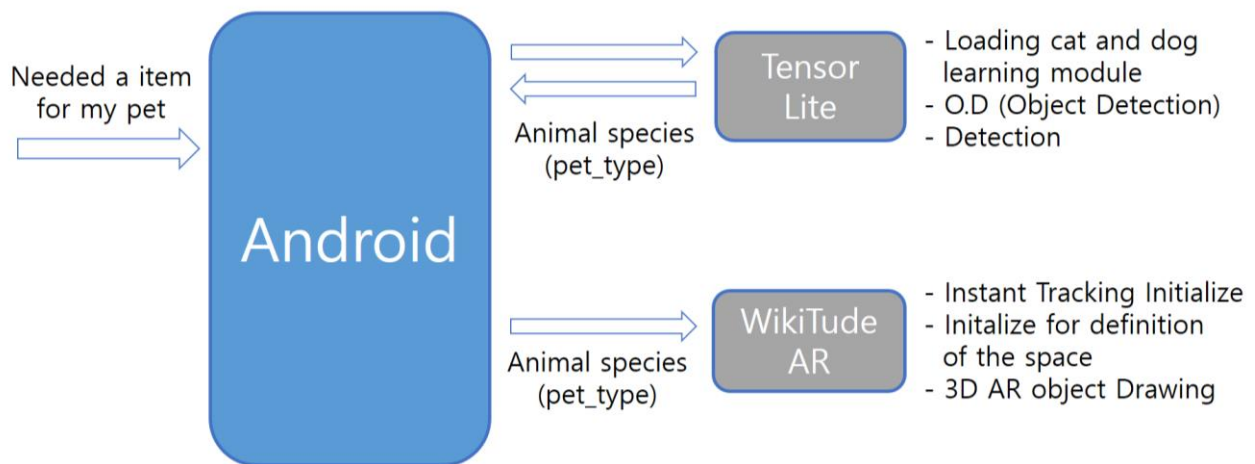 Needed a item
for my pet
Android
Tensor
Lite
Animal species
(pet_type)
- Loading cat and dog
learning module
- O.D (Object Detection)
- Detection
WikiTude
AR
Animal species
(pet_type)
- Instant Tracking Initialize
- Initalize for definition
of the space
- 3D AR object Drawing